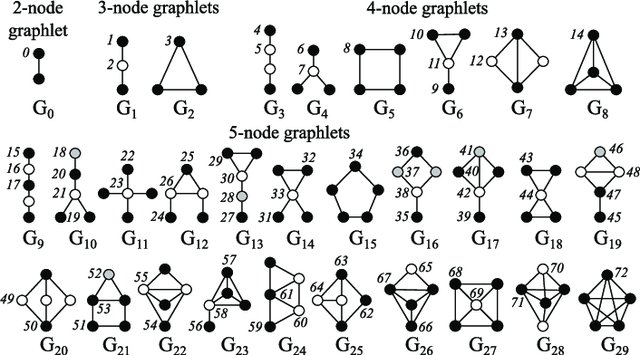 2-node graphlet
3-node graphlets
4-node graphlets
0
1
2
3
4
5
6
7
8
9
10
11
12
13
14
G0
G1
G2
G3
G4
G5
G6
G7
G8
5-node graphlets
15
16
17
18
19
20
21
22
23
24
25
26
27
28
29
30
31
32
33
34
35
36
37
38
39
40
41
42
43
44
45
46
47
48
G9
G10
G11
G12
G13
G14
G15
G16
G17
G18
G19
49
50
51
52
53
54
55
56
57
58
59
60
61
62
63
64
65
66
67
68
69
70
71
72
G20
G21
G22
G23
G24
G25
G26
G27
G28
G29